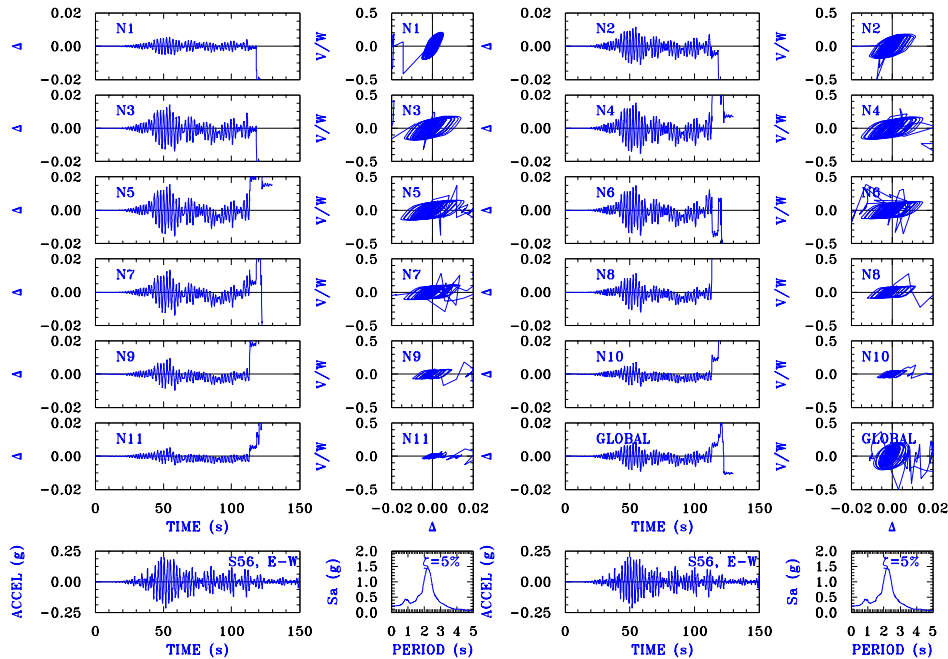 0.02 0.5 0.02 0.5
N1 N1 N2 N2
Δ 0.00 V/W 0.0 Δ 0.00 V/W 0.0
−0.02 −0.5 −0.02 −0.5
0.02 0.5 0.02 0.5
N3 N3 N4 N4
Δ 0.00 V/W 0.0 Δ 0.00 V/W 0.0
−0.02 −0.5 −0.02 −0.5
0.02 0.5 0.02 0.5
N5 N5 N6 N6
Δ 0.00 V/W 0.0 Δ 0.00 V/W 0.0
−0.02 −0.5 −0.02 −0.5
0.02 0.5 0.02 0.5
N7 N7 N8 N8
Δ 0.00 V/W 0.0 Δ 0.00 V/W 0.0
−0.02 −0.5 −0.02 −0.5
0.02 0.5 0.02 0.5
N9 N9 N10 N10
Δ 0.00 V/W 0.0 Δ 0.00 V/W 0.0
−0.02 −0.5 −0.02 −0.5
0.02 0.5 0.02 0.5
N11 N11 GLOBAL GLOBAL
Δ 0.00 V/W 0.0 Δ 0.00 V/W 0.0
−0.02 −0.5 −0.02 −0.5
0 50 100 150 −0.02 0.00 0.02 0 50 100 150 −0.02 0.00 0.02
TIME (s) Δ TIME (s) Δ
0.25 2.0 0.25 2.0
S56, E−W ξ=5% S56, E−W ξ=5%
1.5 1.5
ACCEL (g) 0.00 Sa (g) 1.0 ACCEL (g) 0.00 Sa (g) 1.0
0.5 0.5
−0.25 0.0 −0.25 0.0
0 50 100 150 0 1 2 3 4 5 0 50 100 150 0 1 2 3 4 5
TIME (s) PERIOD (s) TIME (s) PERIOD (s)